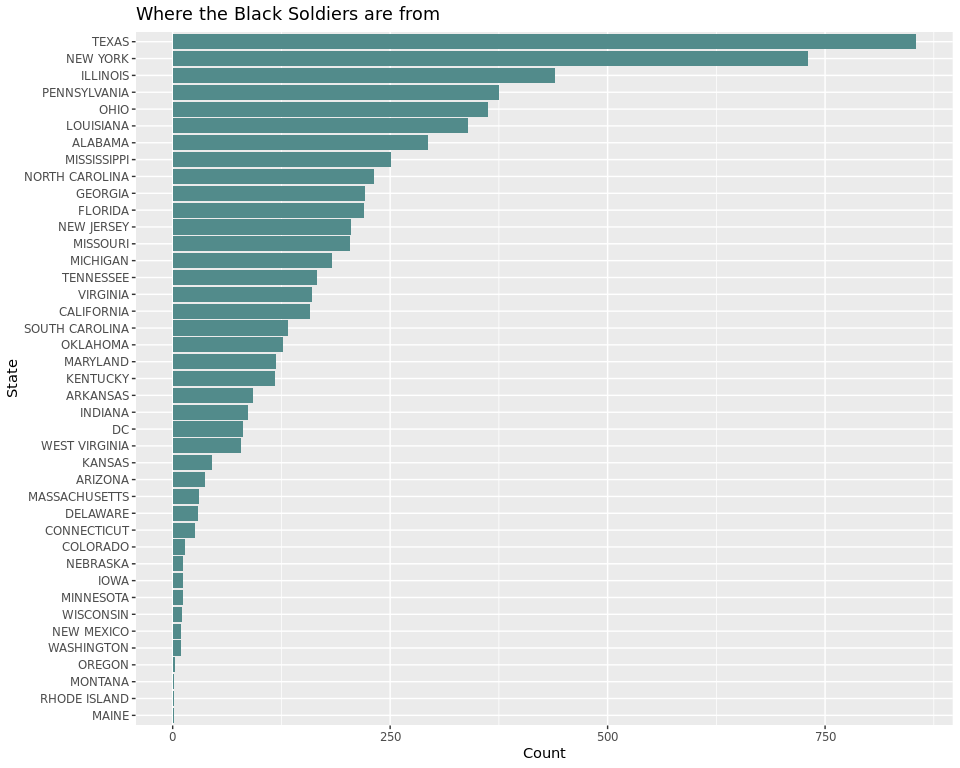 Where the Black Soldiers are from
TEXAS
NEW YORK
ILLINOIS
PENNSYLVANIA
OHIO
LOUISIANA
ALABAMA
MISSISSIPPI
NORTH CAROLINA
GEORGIA
FLORIDA
NEW JERSEY
MISSOURI
MICHIGAN
TENNESSEE
VIRGINIA
CALIFORNIA
SOUTH CAROLINA
OKLAHOMA
MARYLAND
KENTUCKY
ARKANSAS
INDIANA
DC
WEST VIRGINIA
KANSAS
ARIZONA
MASSACHUSETTS
DELAWARE
CONNECTICUT
COLORADO
NEBRASKA
IOWA
MINNESOTA
WISCONSIN
NEW MEXICO
WASHINGTON
OREGON
MONTANA
RHODE ISLAND
MAINE
State
0 250 500 750
Count